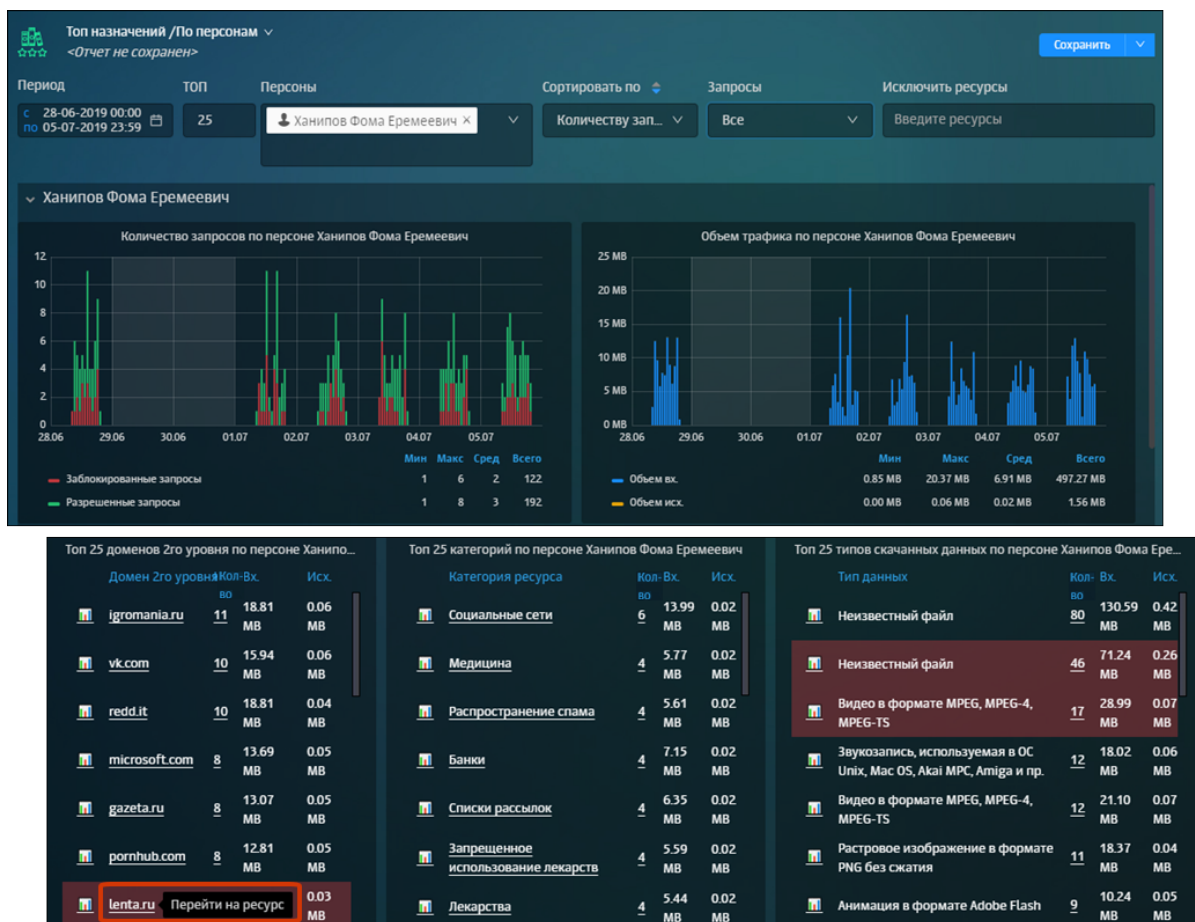 Топ назначений /По персонам
<Отчет не сохранен>
Сохранить
Период
ТОП
Персоны
Сортировать по
Запросы
Исключить ресурсы
с 28-06-2019 00:00
по 05-07-2019 23:59
25
Ханипов Фома Еремеевич ×
Количеству зап...
Все
Введите ресурсы
Ханипов Фома Еремеевич
Количество запросов по персоне Ханипов Фома Еремеевич
12
10
8
6
4
2
0
28.06 29.06 30.06 01.07 02.07 03.07 04.07 05.07
Мин Макс Сред Всего
Заблокированные запросы 1 6 2 122
Разрешенные запросы 1 8 3 192
Объем трафика по персоне Ханипов Фома Еремеевич
25 MB
20 MB
15 MB
10 MB
5 MB
0 MB
28.06 29.06 30.06 01.07 02.07 03.07 04.07 05.07
Мин Макс Сред Всего
Объем вх. 0.85 MB 20.37 MB 6.91 MB 497.27 MB
Объем исх. 0.00 MB 0.06 MB 0.02 MB 1.56 MB
Топ 25 доменов 2го уровня по персоне Ханипо...
Домен 2го уровня Кол-во Вх. Исх.
igromania.ru 11 18.81 MB 0.06 MB
vk.com 10 15.94 MB 0.06 MB
redd.it 10 18.81 MB 0.04 MB
microsoft.com 8 13.69 MB 0.05 MB
gazeta.ru 8 13.07 MB 0.05 MB
pornhub.com 8 12.81 MB 0.05 MB
lenta.ru Перейти на ресурс 0.03 MB
Топ 25 категорий по персоне Ханипов Фома Еремеевич
Категория ресурса Кол-во Вх. Исх.
Социальные сети 6 13.99 MB 0.02 MB
Медицина 4 5.77 MB 0.02 MB
Распространение спама 4 5.61 MB 0.02 MB
Банки 4 7.15 MB 0.02 MB
Списки рассылок 4 6.35 MB 0.02 MB
Запрещенное
использование лекарств 4 5.59 MB 0.02 MB
Лекарства 4 5.44 MB 0.02 MB
Топ 25 типов скачанных данных по персоне Ханипов Фома Ере...
Тип данных Кол-во Вх. Исх.
Неизвестный файл 80 130.59 MB 0.42 MB
Неизвестный файл 46 71.24 MB 0.26 MB
Видео в формате MPEG, MPEG-4,
MPEG-TS 17 28.99 MB 0.07 MB
Звукозапись, используемая в ОС
Unix, Mac OS, Akai MPC, Amiga и пр. 12 18.02 MB 0.06 MB
Видео в формате MPEG, MPEG-4,
MPEG-TS 12 21.10 MB 0.07 MB
Растровое изображение в формате
PNG без сжатия 11 18.37 MB 0.04 MB
Анимация в формате Adobe Flash 9 10.24 MB 0.05 MB